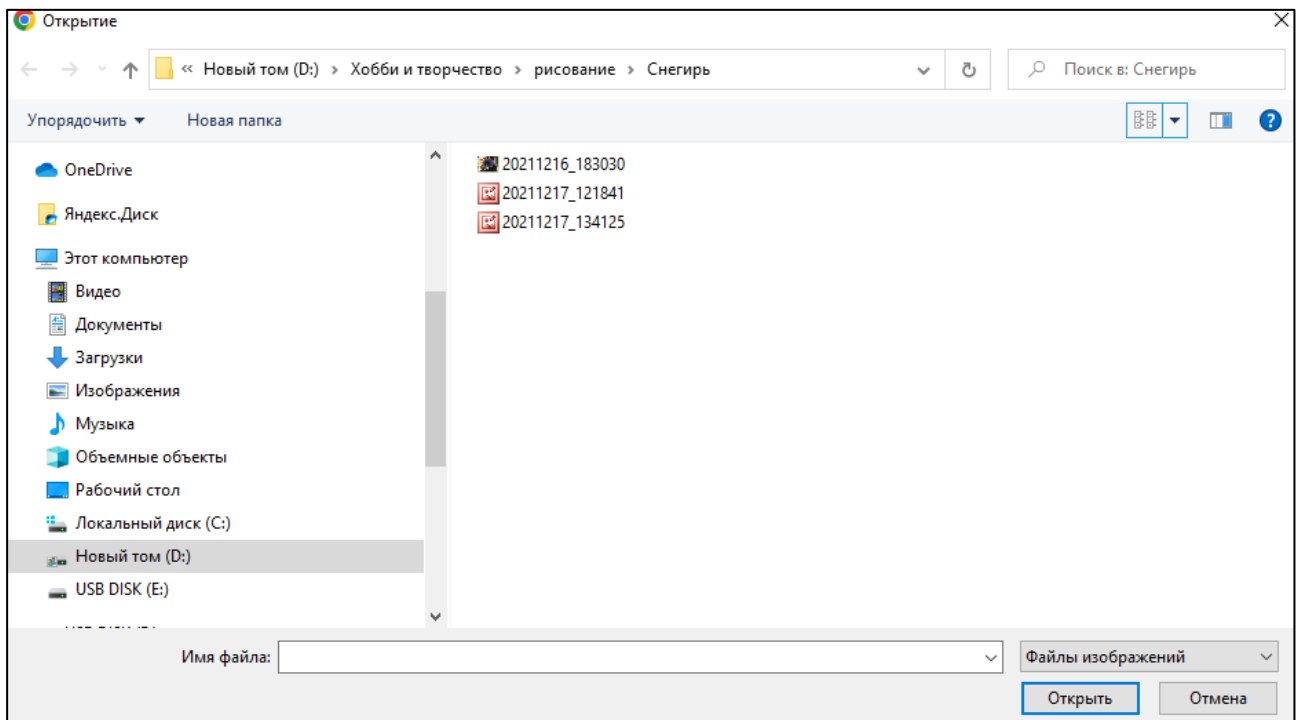 Открытие
« Новый том (D:) › Хобби и творчество › рисование › Снегирь
Поиск в: Снегирь
Упорядочить
Новая папка
OneDrive
Яндекс.Диск
Этот компьютер
Видео
Документы
Загрузки
Изображения
Музыка
Объемные объекты
Рабочий стол
Локальный диск (C:)
Новый том (D:)
USB DISK (E:)
20211216_183030
20211217_121841
20211217_134125
Имя файла:
Файлы изображений
Открыть
Отмена